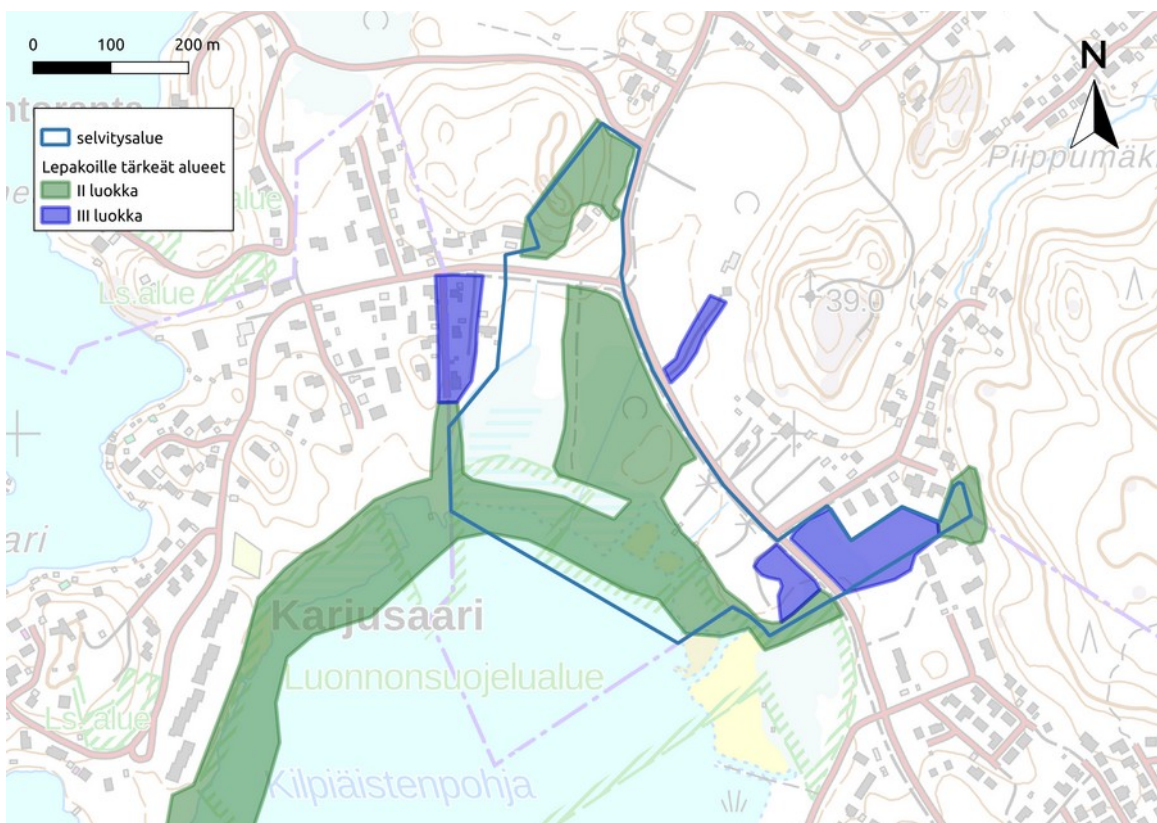 0 100 200 m
N
selvitysalue
Lepakoille tärkeät alueet
II luokka
III luokka
Piippumäk
Ls.alue
39.0
Karjusaari
Luonnonsuojelualue
Ls. alue
Kilpiäistenpohja